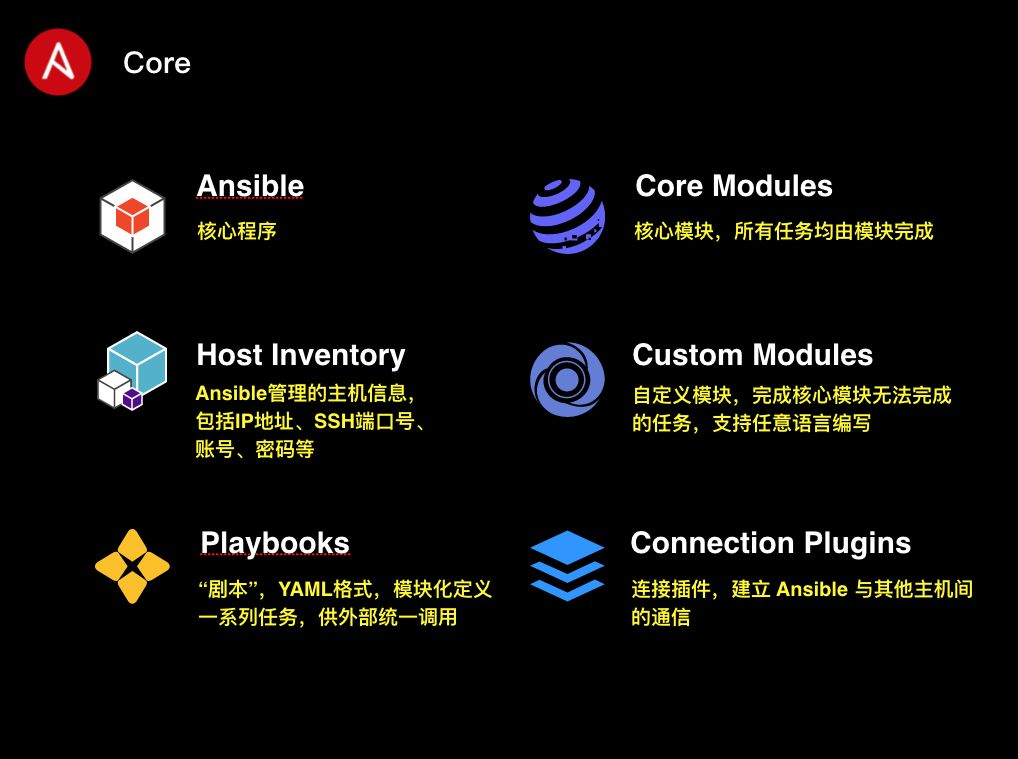 Core
Ansible
核心程序
Core Modules
核心模块，所有任务均由模块完成
Host Inventory
Ansible管理的主机信息，
包括IP地址、SSH端口号、
账号、密码等
Custom Modules
自定义模块，完成核心模块无法完成
的任务，支持任意语言编写
Playbooks
“剧本”，YAML格式，模块化定义
一系列任务，供外部统一调用
Connection Plugins
连接插件，建立 Ansible 与其他主机间
的通信